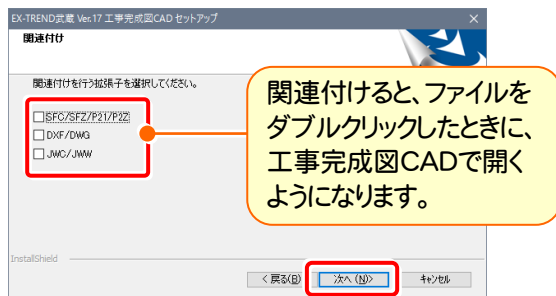 EX-TREND武蔵 Ver.17 工事完成図CAD セットアップ
関連付け
関連付けを行う拡張子を選択してください。
SFC/SFZ/P21/P2Z
DXF/DWG
JWC/JWW
関連付けると、ファイルを
ダブルクリックしたときに、
工事完成図CADで開く
ようになります。
InstallShield
< 戻る(B)
次へ (N)>
キャンセル